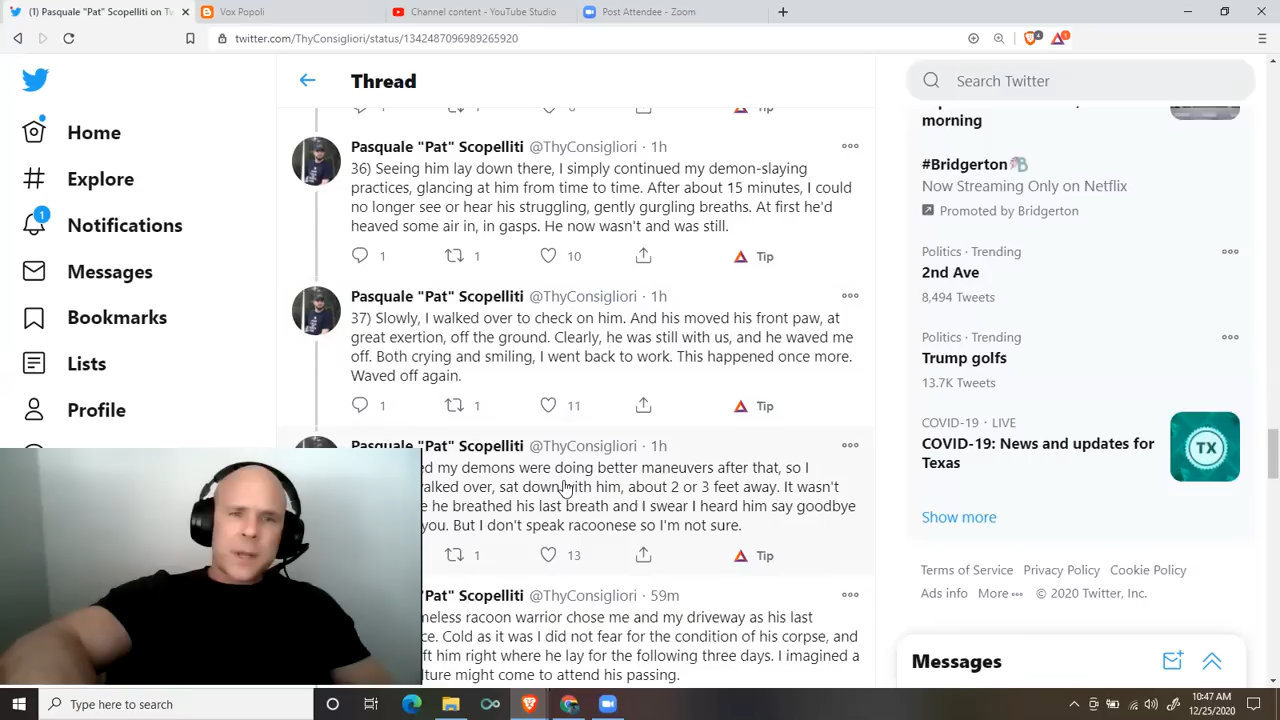 (1) Pasquale "Pat" Scopelliti on Tw
Vox Popoli
Channel content - YouTube Studio
Post Attendee - Zoom
twitter.com/ThyConsigliori/status/1342487096989265920
4
1
Home
Explore
1
Notifications
Messages
Bookmarks
Lists
Profile
Thread
Tip
Pasquale "Pat" Scopelliti @ThyConsigliori · 1h
36) Seeing him lay down there, I simply continued my demon-slaying
practices, glancing at him from time to time. After about 15 minutes, I could
no longer see or hear his struggling, gently gurgling breaths. At first he'd
heaved some air in, in gasps. He now wasn't and was still.
1 1 10 Tip
Pasquale "Pat" Scopelliti @ThyConsigliori · 1h
37) Slowly, I walked over to check on him. And his moved his front paw, at
great exertion, off the ground. Clearly, he was still with us, and he waved me
off. Both crying and smiling, I went back to work. This happened once more.
Waved off again.
1 1 11 Tip
Pasquale "Pat" Scopelliti @ThyConsigliori · 1h
ed my demons were doing better maneuvers after that, so I
walked over, sat down with him, about 2 or 3 feet away. It wasn't
e he breathed his last breath and I swear I heard him say goodbye
you. But I don't speak racoonese so I'm not sure.
1 13 Tip
"Pat" Scopelliti @ThyConsigliori · 59m
meless racoon warrior chose me and my driveway as his last
ce. Cold as it was I did not fear for the condition of his corpse, and
ft him right where he lay for the following three days. I imagined a
lture might come to attend his passing.
Search Twitter
morning
#Bridgerton
Now Streaming Only on Netflix
Promoted by Bridgerton
Politics · Trending
2nd Ave
8,494 Tweets
Politics · Trending
Trump golfs
13.7K Tweets
COVID-19 · LIVE
COVID-19: News and updates for
Texas
TX
Show more
Terms of Service Privacy Policy Cookie Policy
Ads info More © 2020 Twitter, Inc.
Messages
Type here to search
10:47 AM
12/25/2020